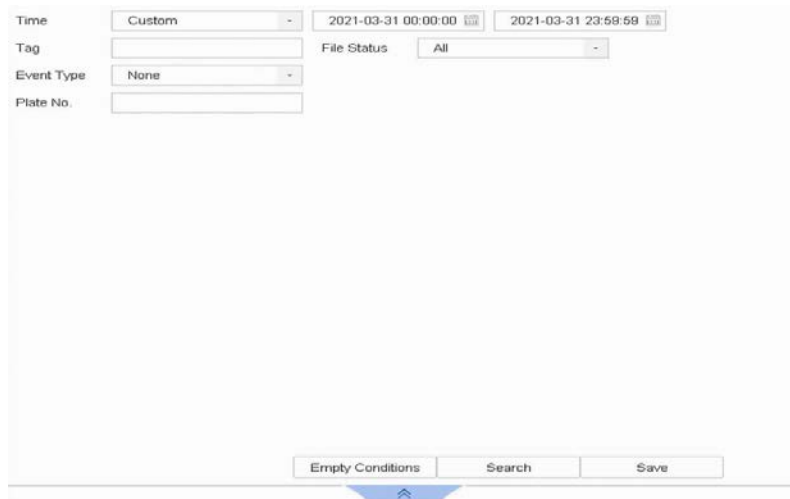 Time Custom 2021-03-31 00:00:00 2021-03-31 23:59:59
Tag File Status All
Event Type None
Plate No.
Empty Conditions Search Save